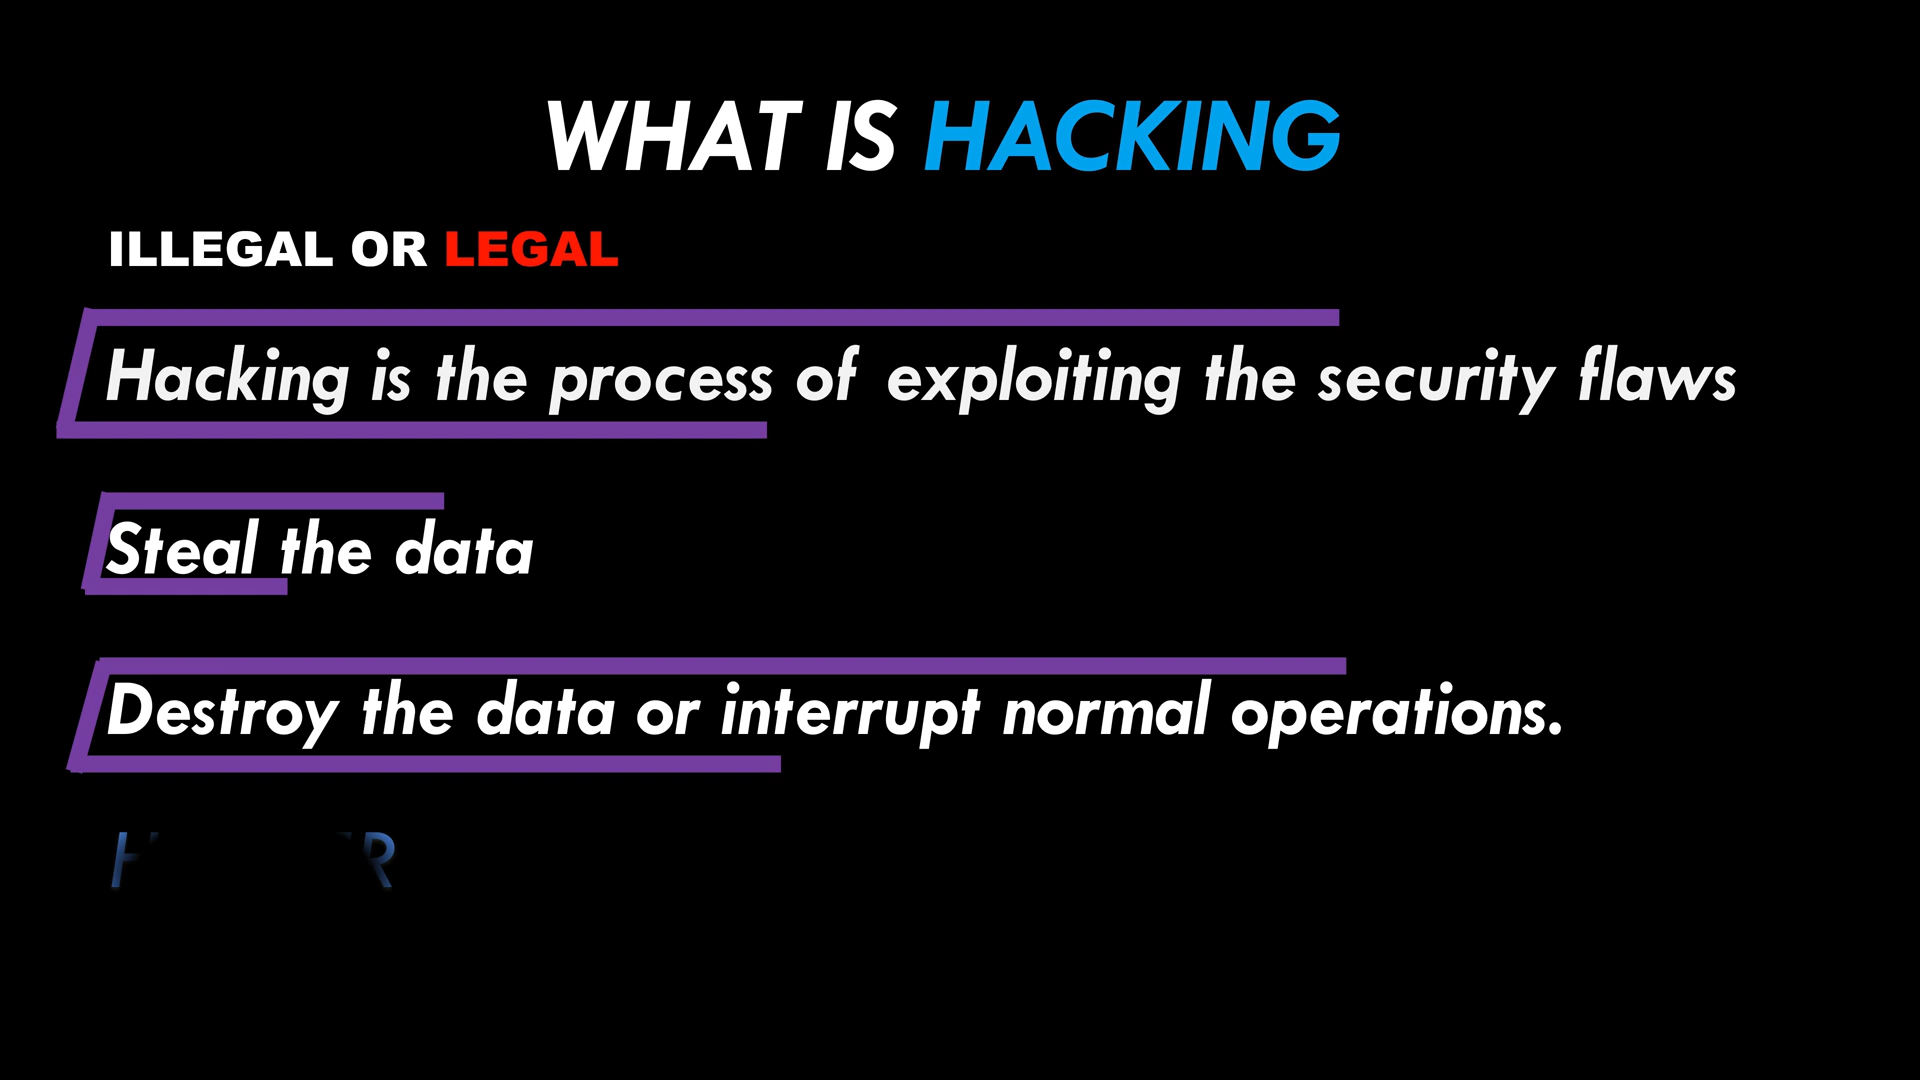 WHAT IS HACKING
ILLEGAL OR LEGAL
Hacking is the process of exploiting the security flaws
Steal the data
Destroy the data or interrupt normal operations.